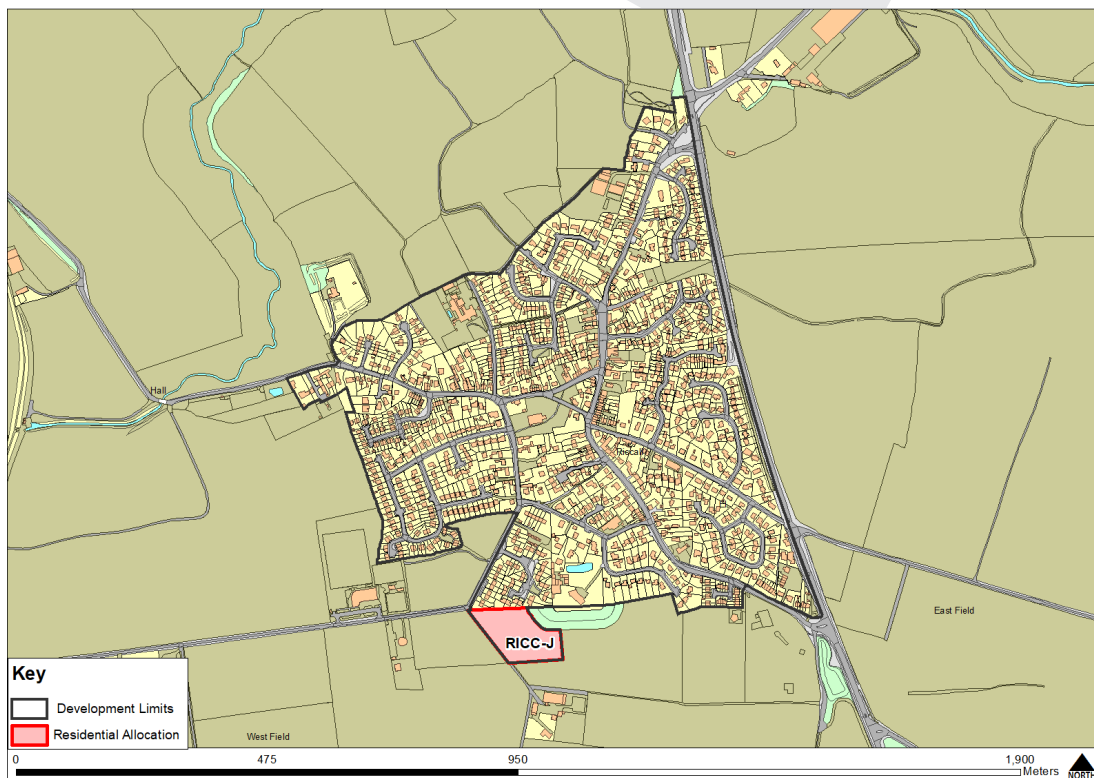 Hall
Riccall
East Field
RICC-J
West Field
Key
Development Limits
Residential Allocation
0 475 950 1,900
Meters
NORTH